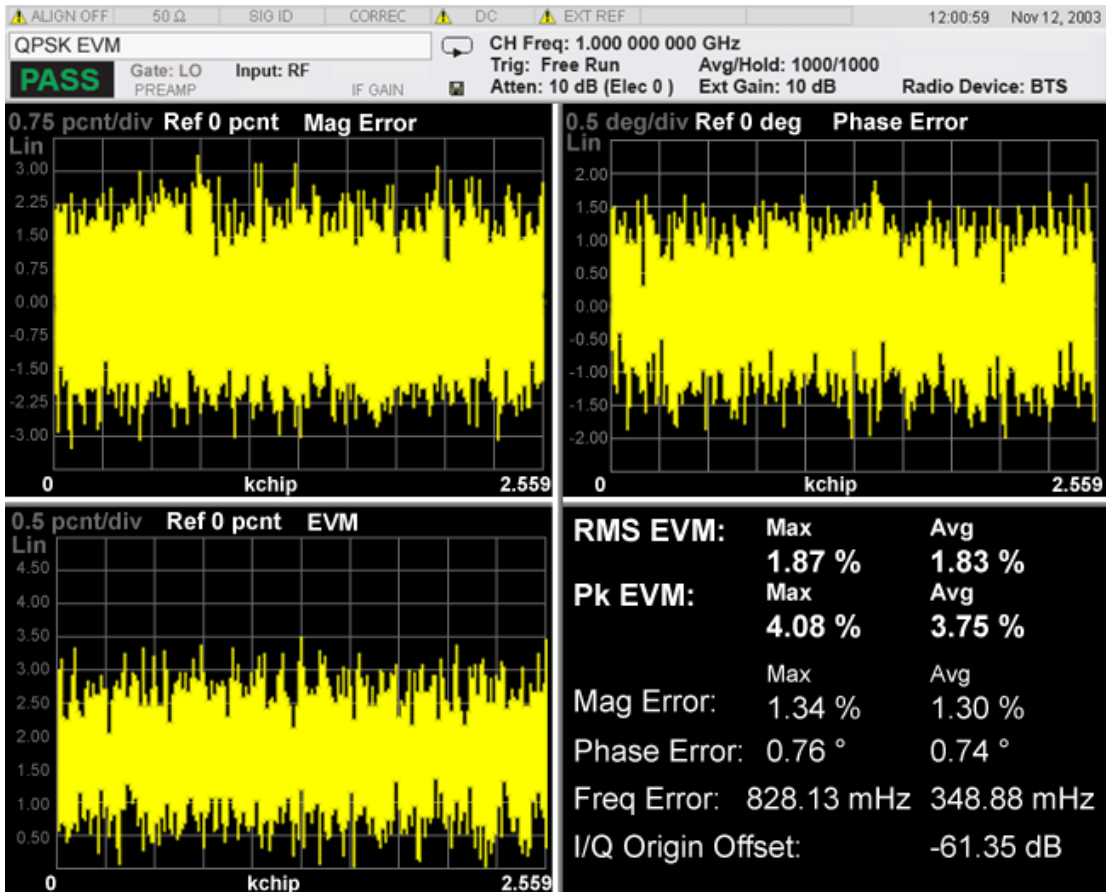 ALIGN OFF 50 Ω SIG ID CORREC DC EXT REF 12:00:59 Nov 12, 2003
QPSK EVM CH Freq: 1.000 000 000 GHz
PASS Gate: LO Input: RF Trig: Free Run Avg/Hold: 1000/1000
PREAMP IF GAIN Atten: 10 dB (Elec 0 ) Ext Gain: 10 dB Radio Device: BTS
0.75 pcnt/div Ref 0 pcnt Mag Error
Lin
3.00
2.25
1.50
0.75
0.00
-0.75
-1.50
-2.25
-3.00
0 kchip 2.559
0.5 deg/div Ref 0 deg Phase Error
Lin
2.00
1.50
1.00
0.50
0.00
-0.50
-1.00
-1.50
-2.00
0 kchip 2.559
0.5 pcnt/div Ref 0 pcnt EVM
Lin
4.50
4.00
3.50
3.00
2.50
2.00
1.50
1.00
0.50
0 kchip 2.559
RMS EVM: Max Avg
1.87 % 1.83 %
Pk EVM: Max Avg
4.08 % 3.75 %
Max Avg
Mag Error: 1.34 % 1.30 %
Phase Error: 0.76 ° 0.74 °
Freq Error: 828.13 mHz 348.88 mHz
I/Q Origin Offset: -61.35 dB